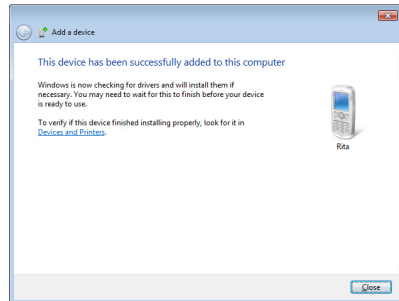 Add a device
This device has been successfully added to this computer
Windows is now checking for drivers and will install them if
necessary. You may need to wait for this to finish before your device
is ready to use.
To verify if this device finished installing properly, look for it in
Devices and Printers.
Rita
Close